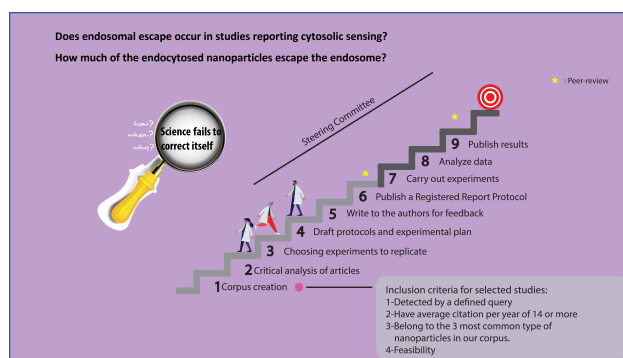 Does endosomal escape occur in studies reporting cytosolic sensing?
How much of the endocytosed nanoparticles escape the endosome?
★ : Peer-review
how?
when?
why?
Science fails to
correct itself
Steering Committee
9 Publish results
8 Analyze data
7 Carry out experiments
6 Publish a Registered Report Protocol
5 Write to the authors for feedback
4 Draft protocols and experimental plan
3 Choosing experiments to replicate
2 Critical analysis of articles
1 Corpus creation
Inclusion criteria for selected studies:
1-Detected by a defined query
2-Have average citation per year of 14 or more
3-Belong to the 3 most common type of
nanoparticles in our corpus.
4-Feasibility